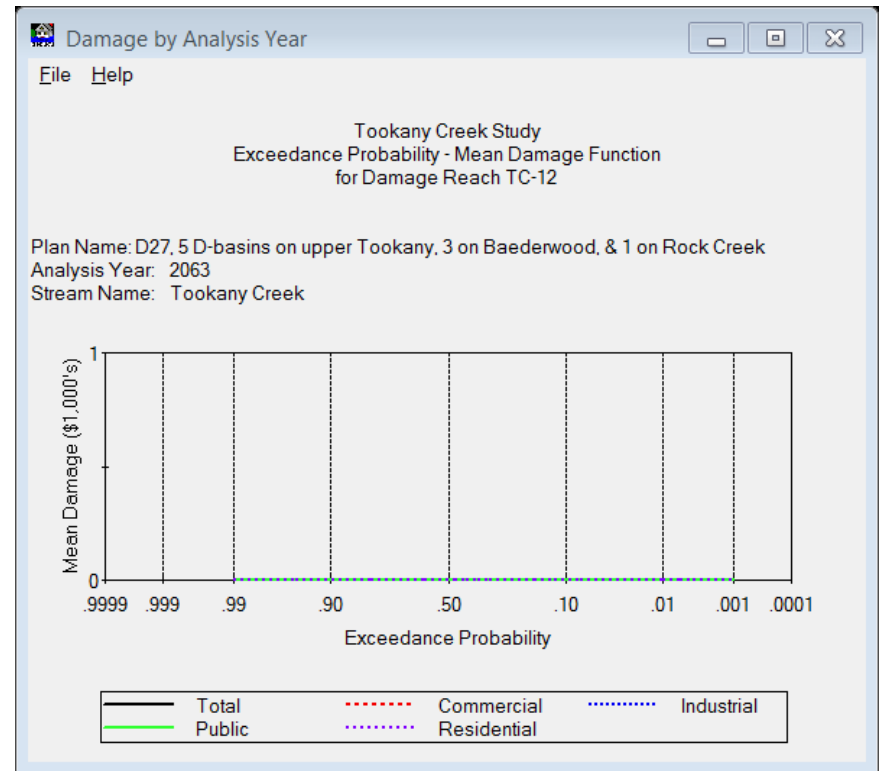 Damage by Analysis Year
File Help
Tookany Creek Study
Exceedance Probability - Mean Damage Function
for Damage Reach TC-12
Plan Name: D27, 5 D-basins on upper Tookany, 3 on Baederwood, & 1 on Rock Creek
Analysis Year: 2063
Stream Name: Tookany Creek
Mean Damage ($1,000's)
1
0
.9999 .999 .99 .90 .50 .10 .01 .001 .0001
Exceedance Probability
Total Commercial Industrial
Public Residential